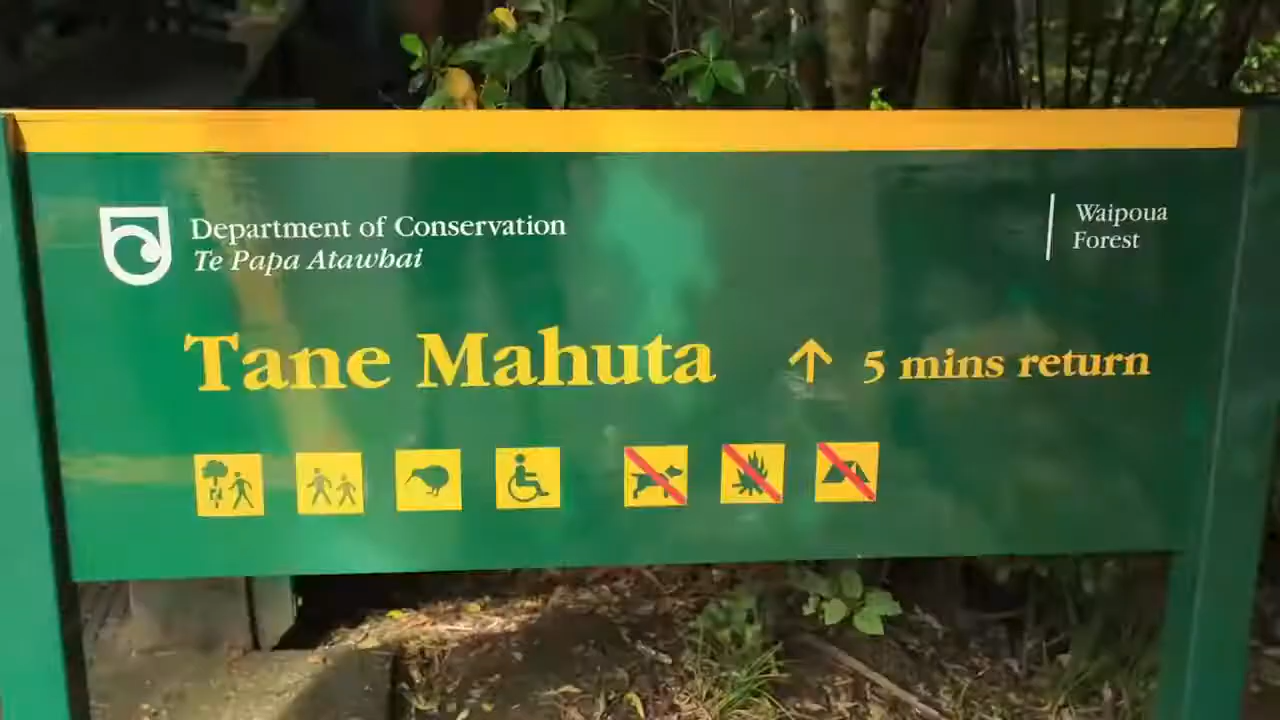 Department of Conservation
Te Papa Atawhai
Waipoua
Forest
Tane Mahuta ↑ 5 mins return